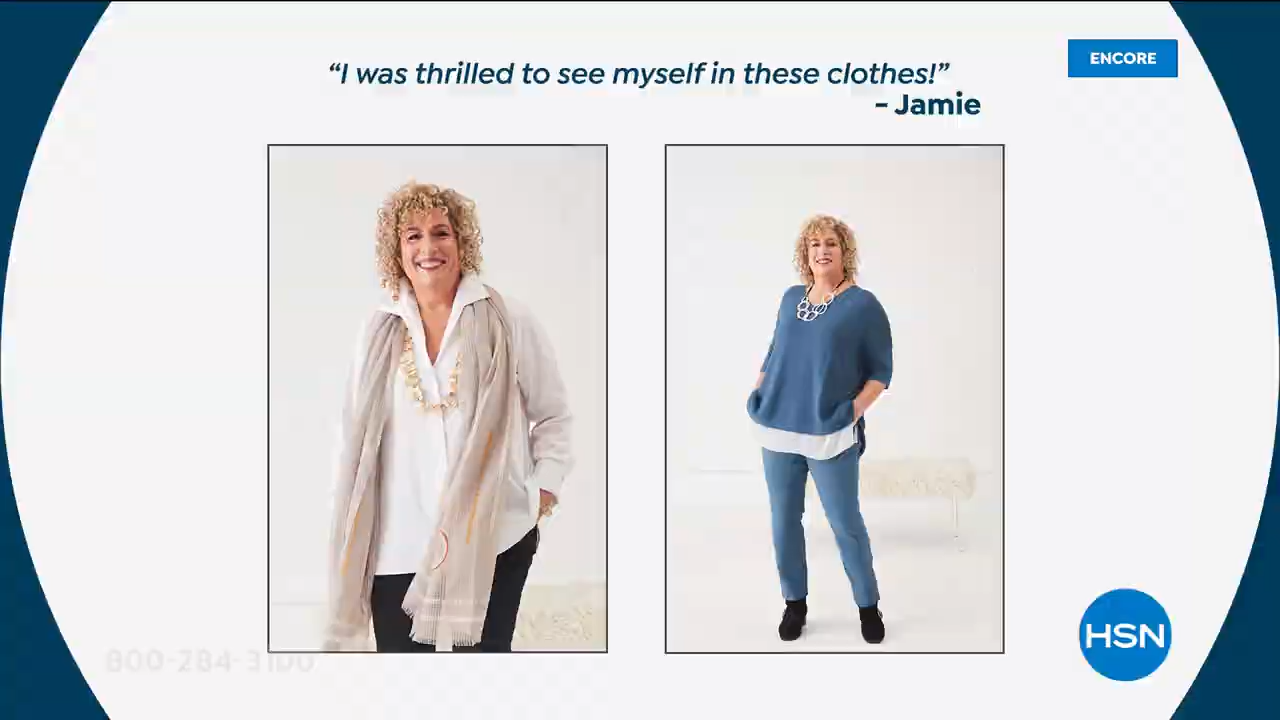 ENCORE
“I was thrilled to see myself in these clothes!”
- Jamie
800-284-3100
HSN